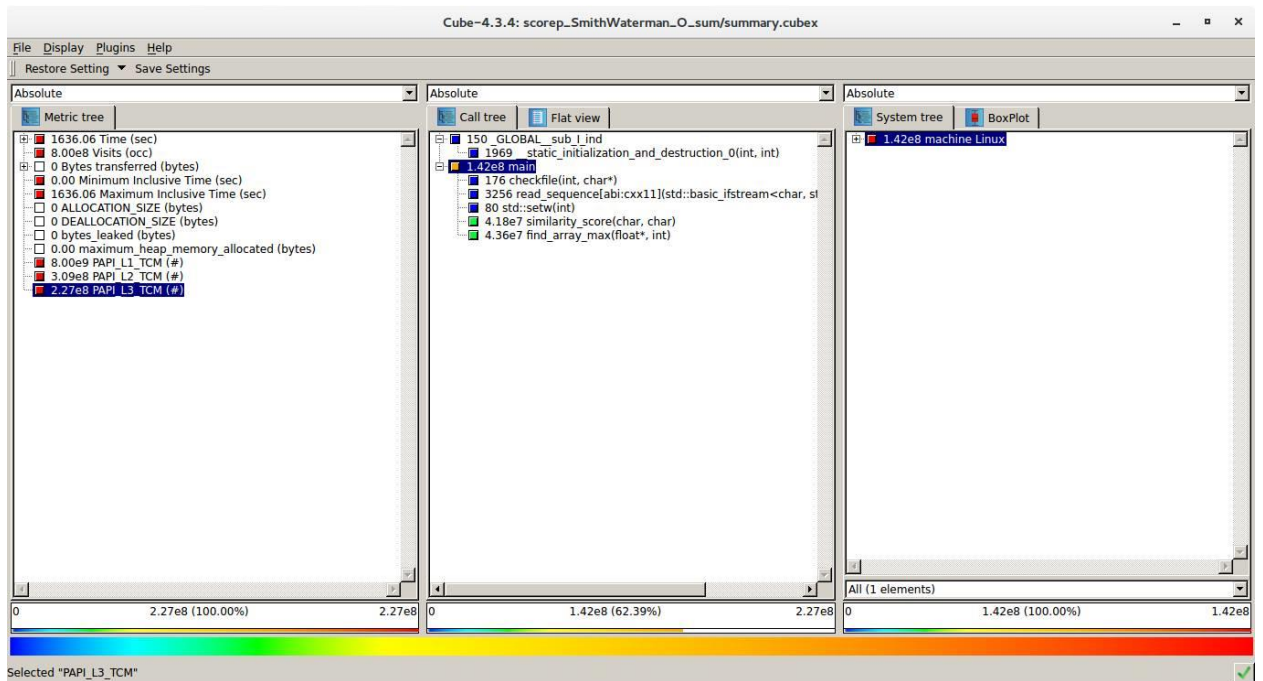 Cube-4.3.4: scorep_SmithWaterman_O_sum/summary.cubex
File Display Plugins Help
Restore Setting Save Settings
Absolute
Metric tree
1636.06 Time (sec)
8.00e8 Visits (occ)
0 Bytes transferred (bytes)
0.00 Minimum Inclusive Time (sec)
1636.06 Maximum Inclusive Time (sec)
0 ALLOCATION_SIZE (bytes)
0 DEALLOCATION_SIZE (bytes)
0 bytes_leaked (bytes)
0.00 maximum_heap_memory_allocated (bytes)
8.00e9 PAPI_L1_TCM (#)
3.09e8 PAPI_L2_TCM (#)
2.27e8 PAPI_L3_TCM (#)
0 2.27e8 (100.00%) 2.27e8
Absolute
Call tree Flat view
150 _GLOBAL__sub_I_ind
1969 __static_initialization_and_destruction_0(int, int)
1.42e8 main
176 checkfile(int, char*)
3256 read_sequence[abi:cxx11](std::basic_ifstream<char, st
80 std::setw(int)
4.18e7 similarity_score(char, char)
4.36e7 find_array_max(float*, int)
0 1.42e8 (62.39%) 2.27e8
Absolute
System tree BoxPlot
1.42e8 machine Linux
All (1 elements)
0 1.42e8 (100.00%) 1.42e8
Selected "PAPI_L3_TCM"